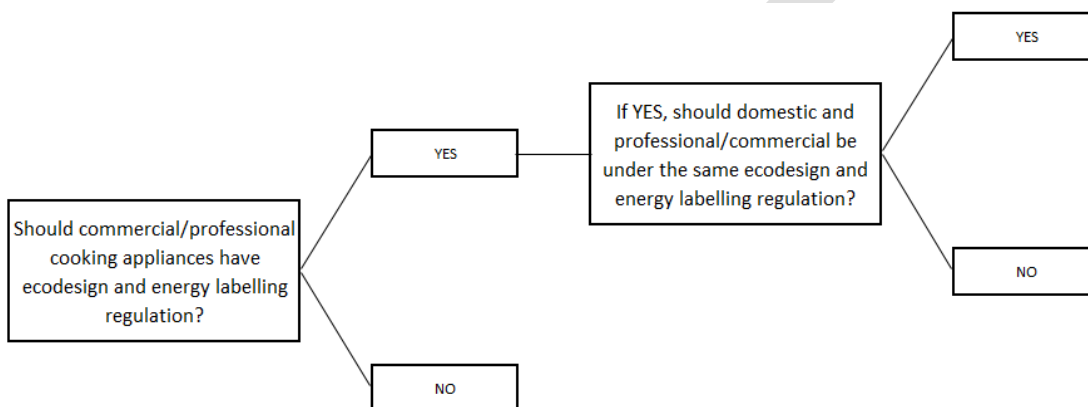 Should commercial/professional
cooking appliances have
ecodesign and energy labelling
regulation?
YES
NO
If YES, should domestic and
professional/commercial be
under the same ecodesign and
energy labelling regulation?
YES
NO